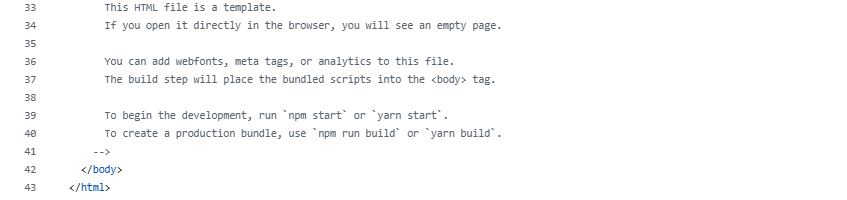 33 This HTML file is a template.
34 If you open it directly in the browser, you will see an empty page.
35
36 You can add webfonts, meta tags, or analytics to this file.
37 The build step will place the bundled scripts into the <body> tag.
38
39 To begin the development, run `npm start` or `yarn start`.
40 To create a production bundle, use `npm run build` or `yarn build`.
41 -->
42 </body>
43 </html>